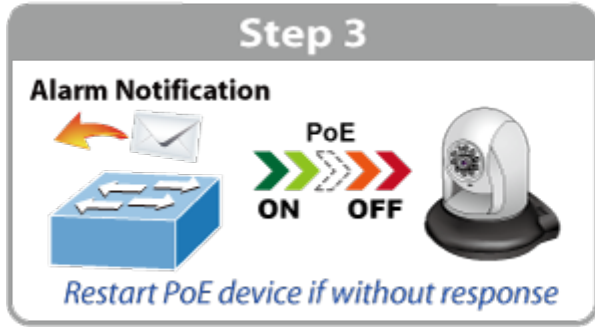 Step 3
Alarm Notification
PoE
ON OFF
Restart PoE device if without response